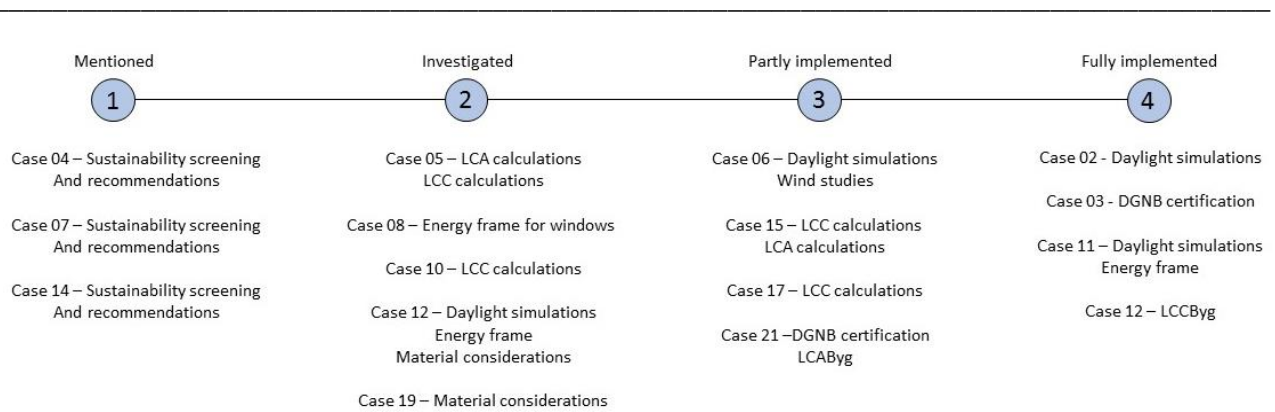 Mentioned
1
Case 04 – Sustainability screening
And recommendations
Case 07 – Sustainability screening
And recommendations
Case 14 – Sustainability screening
And recommendations
Investigated
2
Case 05 – LCA calculations
LCC calculations
Case 08 – Energy frame for windows
Case 10 – LCC calculations
Case 12 – Daylight simulations
Energy frame
Material considerations
Case 19 – Material considerations
Partly implemented
3
Case 06 – Daylight simulations
Wind studies
Case 15 – LCC calculations
LCA calculations
Case 17 – LCC calculations
Case 21 –DGNB certification
LCAByg
Fully implemented
4
Case 02 - Daylight simulations
Case 03 - DGNB certification
Case 11 – Daylight simulations
Energy frame
Case 12 – LCCByg